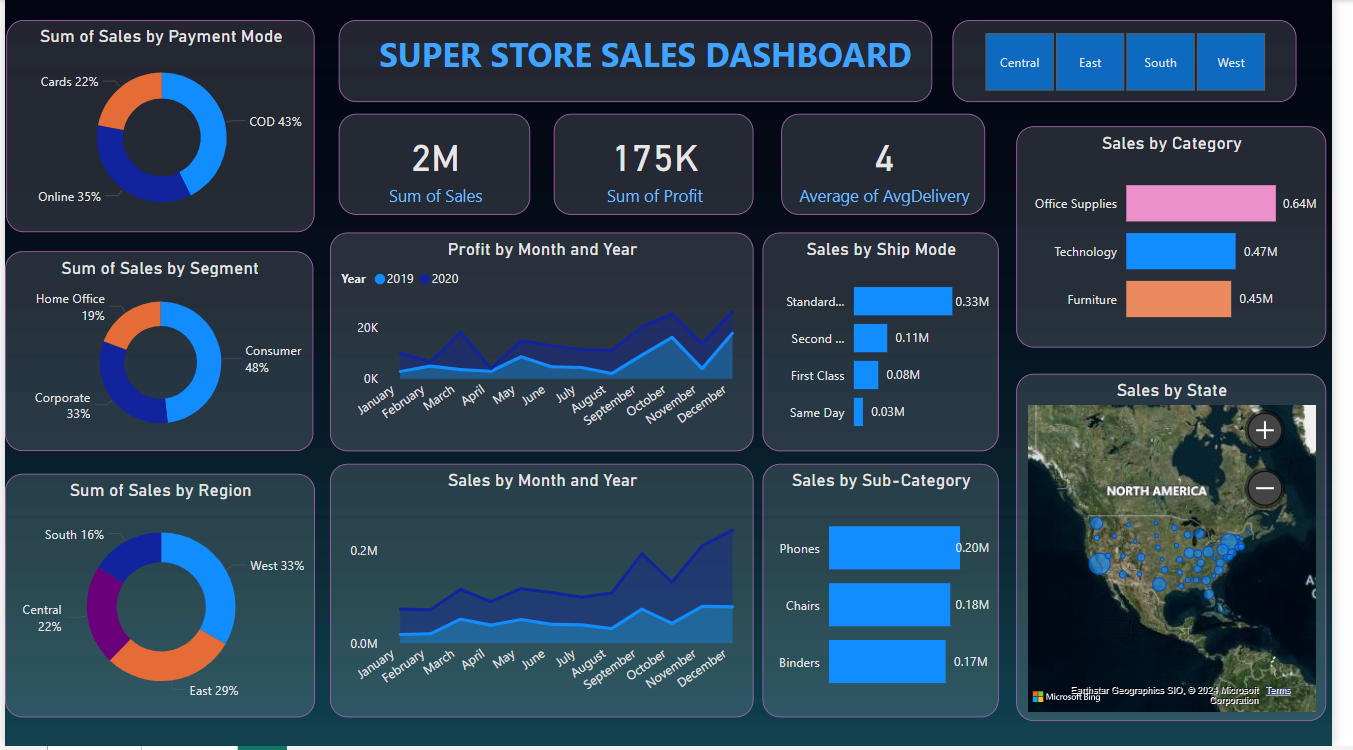 Sum of Sales by Payment Mode
Cards 22%
COD 43%
Online 35%
SUPER STORE SALES DASHBOARD
Central
East
South
West
2M
Sum of Sales
175K
Sum of Profit
4
Average of AvgDelivery
Sales by Category
Office Supplies
0.64M
Technology
0.47M
Furniture
0.45M
Sum of Sales by Segment
Home Office
19%
Consumer
48%
Corporate
33%
Profit by Month and Year
Year 2019 2020
20K
0K
January
February
March
April
May
June
July
August
September
October
November
December
Sales by Ship Mode
Standard...
0.33M
Second ...
0.11M
First Class
0.08M
Same Day
0.03M
Sales by State
+
−
NORTH AMERICA
Microsoft Bing
Earthstar Geographics SIO, © 2024 Microsoft
Corporation
Terms
Sum of Sales by Region
South 16%
West 33%
Central
22%
East 29%
Sales by Month and Year
0.2M
0.0M
January
February
March
April
May
June
July
August
September
October
November
December
Sales by Sub-Category
Phones
0.20M
Chairs
0.18M
Binders
0.17M